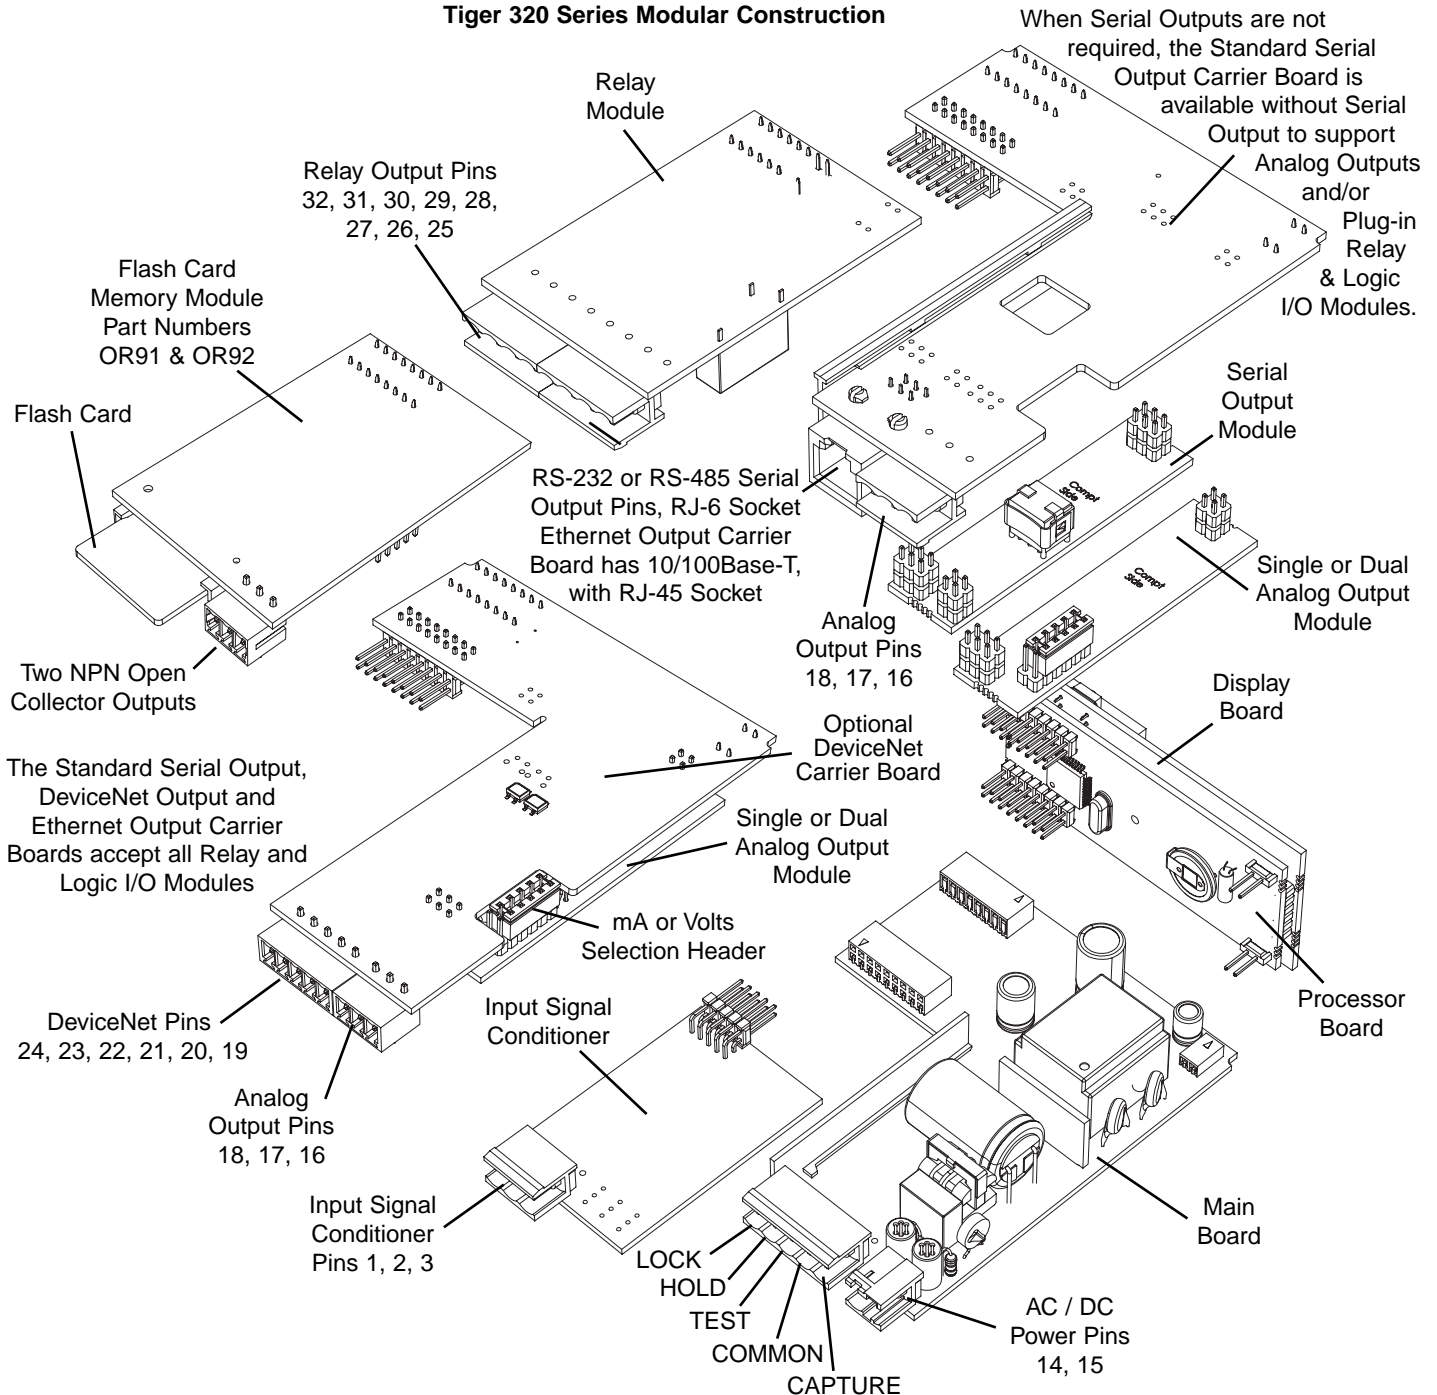 Tiger 320 Series Modular Construction
When Serial Outputs are not
required, the Standard Serial
Output Carrier Board is
available without Serial
Output to support
Analog Outputs
and/or
Plug-in
Relay
& Logic
I/O Modules.
Relay
Module
Relay Output Pins
32, 31, 30, 29, 28,
27, 26, 25
Flash Card
Memory Module
Part Numbers
OR91 & OR92
Flash Card
Serial
Output
Module
RS-232 or RS-485 Serial
Output Pins, RJ-6 Socket
Ethernet Output Carrier
Board has 10/100Base-T,
with RJ-45 Socket
Compt
Side
Compt
Side
Single or Dual
Analog Output
Module
Analog
Output Pins
18, 17, 16
Two NPN Open
Collector Outputs
Display
Board
Optional
DeviceNet
Carrier Board
The Standard Serial Output,
DeviceNet Output and
Ethernet Output Carrier
Boards accept all Relay and
Logic I/O Modules
Single or Dual
Analog Output
Module
mA or Volts
Selection Header
Input Signal
Conditioner
Processor
Board
DeviceNet Pins
24, 23, 22, 21, 20, 19
Analog
Output Pins
18, 17, 16
Input Signal
Conditioner
Pins 1, 2, 3
Main
Board
LOCK
HOLD
TEST
COMMON
CAPTURE
AC / DC
Power Pins
14, 15